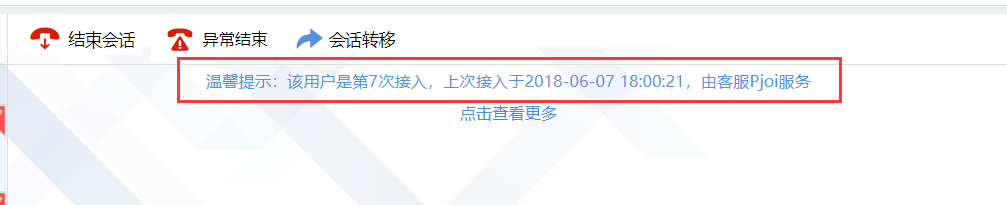 结束会话 异常结束 会话转移
温馨提示：该用户是第7次接入，上次接入于2018-06-07 18:00:21，由客服Pjoi服务
点击查看更多